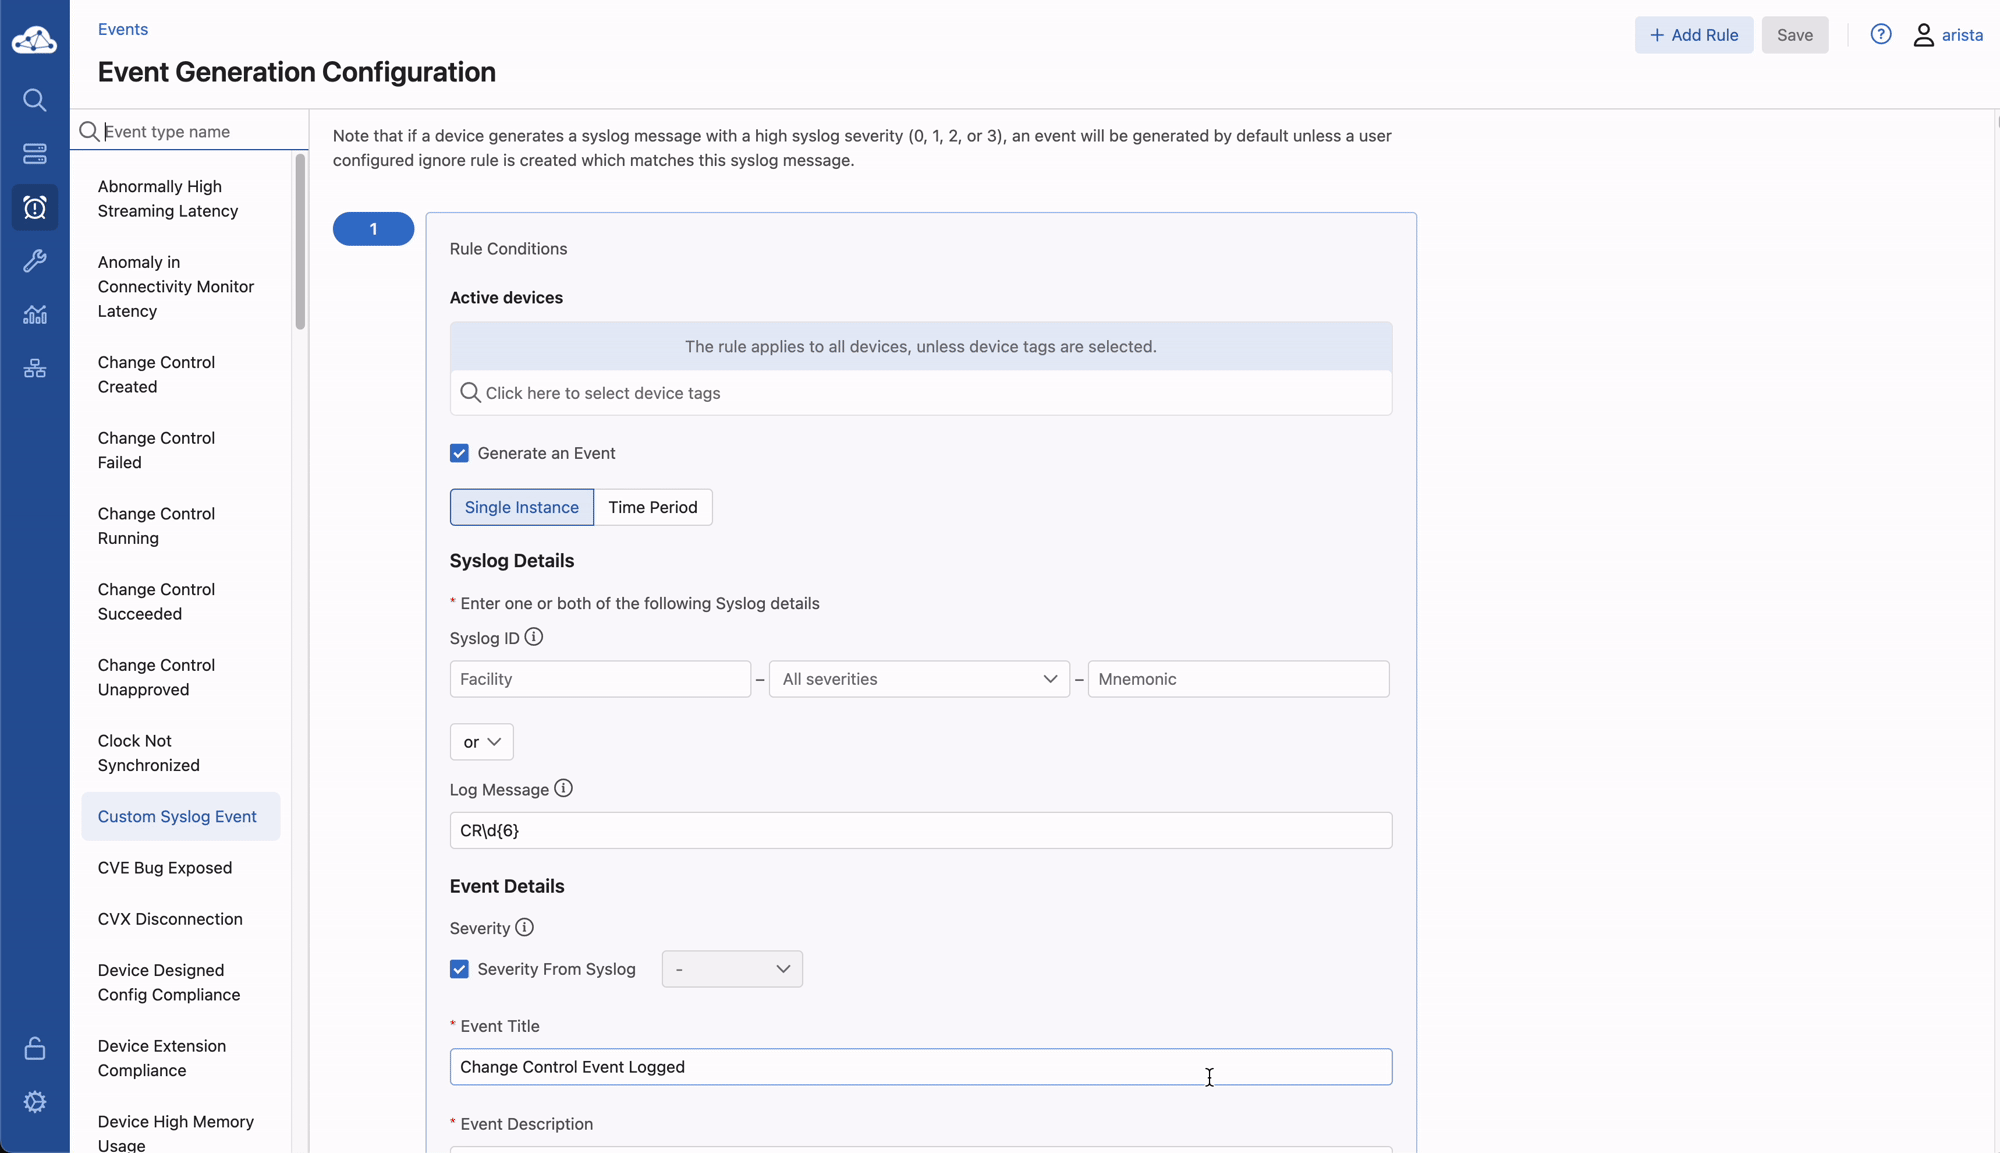 Events
Event Generation Configuration
+ Add Rule
Save
arista
Event type name
Abnormally High
Streaming Latency
Anomaly in
Connectivity Monitor
Latency
Change Control
Created
Change Control
Failed
Change Control
Running
Change Control
Succeeded
Change Control
Unapproved
Clock Not
Synchronized
Custom Syslog Event
CVE Bug Exposed
CVX Disconnection
Device Designed
Config Compliance
Device Extension
Compliance
Device High Memory
Usage
Note that if a device generates a syslog message with a high syslog severity (0, 1, 2, or 3), an event will be generated by default unless a user
configured ignore rule is created which matches this syslog message.
1
Rule Conditions
Active devices
The rule applies to all devices, unless device tags are selected.
Click here to select device tags
Generate an Event
Single Instance
Time Period
Syslog Details
* Enter one or both of the following Syslog details
Syslog ID
Facility – All severities – Mnemonic
or
Log Message
CR\d{6}
Event Details
Severity
Severity From Syslog
-
* Event Title
Change Control Event Logged
* Event Description